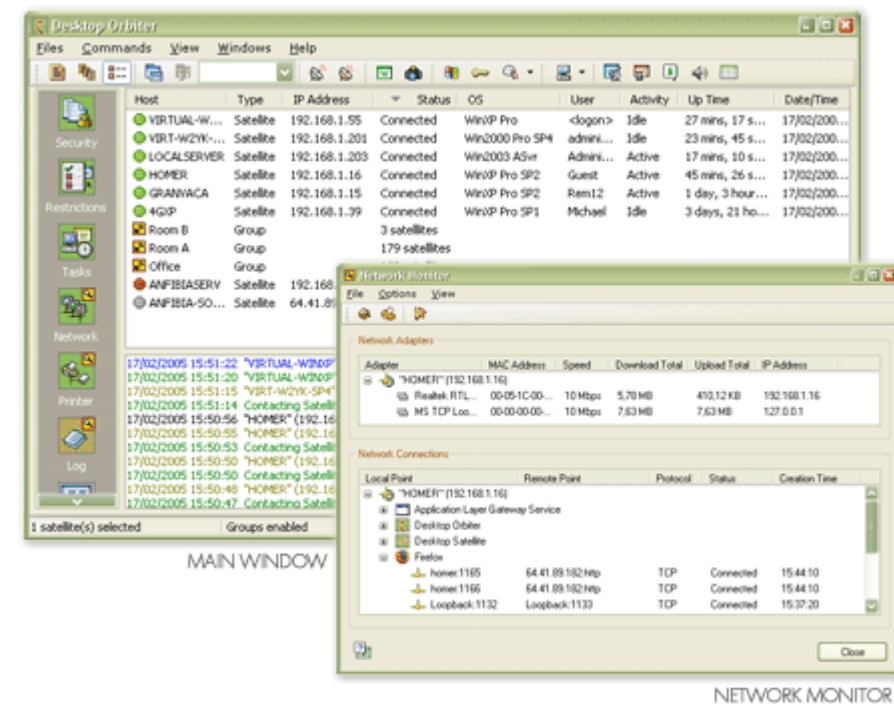 Desktop Orbiter
Files Commands View Windows Help
Host Type IP Address Status OS User Activity Up Time Date/Time
VIRTUAL-W... Satellite 192.168.1.55 Connected WinXP Pro <logon> Idle 27 mins, 17 s... 17/02/200...
VIRT-W2YK-... Satellite 192.168.1.201 Connected Win2000 Pro SP4 admini... Idle 23 mins, 45 s... 17/02/200...
LOCALSERVER Satellite 192.168.1.203 Connected Win2003 ASvr Admini... Active 17 mins, 10 s... 17/02/200...
HOMER Satellite 192.168.1.16 Connected WinXP Pro SP2 Guest Active 45 mins, 26 s... 17/02/200...
GRANVACA Satellite 192.168.1.15 Connected WinXP Pro SP2 Rem12 Active 1 day, 3 hour... 17/02/200...
4GXP Satellite 192.168.1.39 Connected WinXP Pro SP1 Michael Idle 3 days, 21 ho... 17/02/200...
Room B Group 3 satellites
Room A Group 179 satellites
Office Group
ANFIBIASERV Satellite 192.168.
ANFIBIA-SO... Satellite 64.41.89
Security
Restrictions
Tasks
Network
Printer
Log
17/02/2005 15:51:22 "VIRTUAL-WINXP"
17/02/2005 15:51:20 "VIRTUAL-WINXP"
17/02/2005 15:51:15 "VIRT-W2YK-SP4"
17/02/2005 15:51:14 Contacting Satell
17/02/2005 15:50:56 "HOMER" (192.16
17/02/2005 15:50:55 "HOMER" (192.16
17/02/2005 15:50:53 Contacting Satell
17/02/2005 15:50:50 "HOMER" (192.16
17/02/2005 15:50:50 Contacting Satell
17/02/2005 15:50:48 "HOMER" (192.16
17/02/2005 15:50:47 Contacting Satell
1 satellite(s) selected Groups enabled
MAIN WINDOW
Network Monitor
File Options View
Network Adapters
Adapter MAC Address Speed Download Total Upload Total IP Address
"HOMER" (192.168.1.16)
Realtek RTL... 00-05-1C-00-... 10 Mbps 5,78 MB 410,12 KB 192.168.1.16
MS TCP Loo... 00-00-00-00-... 10 Mbps 7,63 MB 7,63 MB 127.0.0.1
Network Connections
Local Point Remote Point Protocol Status Creation Time
"HOMER" (192.168.1.16)
Application Layer Gateway Service
Desktop Orbiter
Desktop Satellite
Firefox
homer:1165 64.41.89.182:http TCP Connected 15:44:10
homer:1166 64.41.89.182:http TCP Connected 15:44:10
Loopback:1132 Loopback:1133 TCP Connected 15:37:20
Close
NETWORK MONITOR